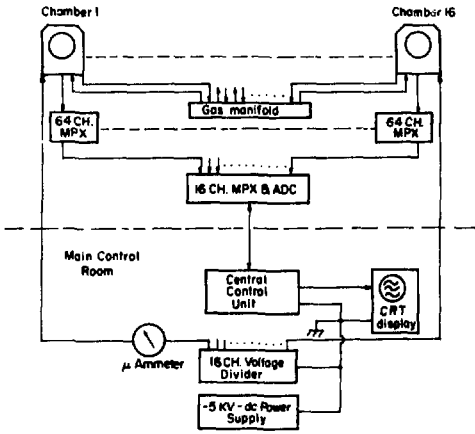 Chamber 1
Chamber 16
Gas manifold
64 CH.
MPX
64 CH.
MPX
16 CH. MPX & ADC
Main Control
Room
Central
Control
Unit
CRT
display
μ Ammeter
16 CH. Voltage
Divider
-5 KV - dc Power
Supply